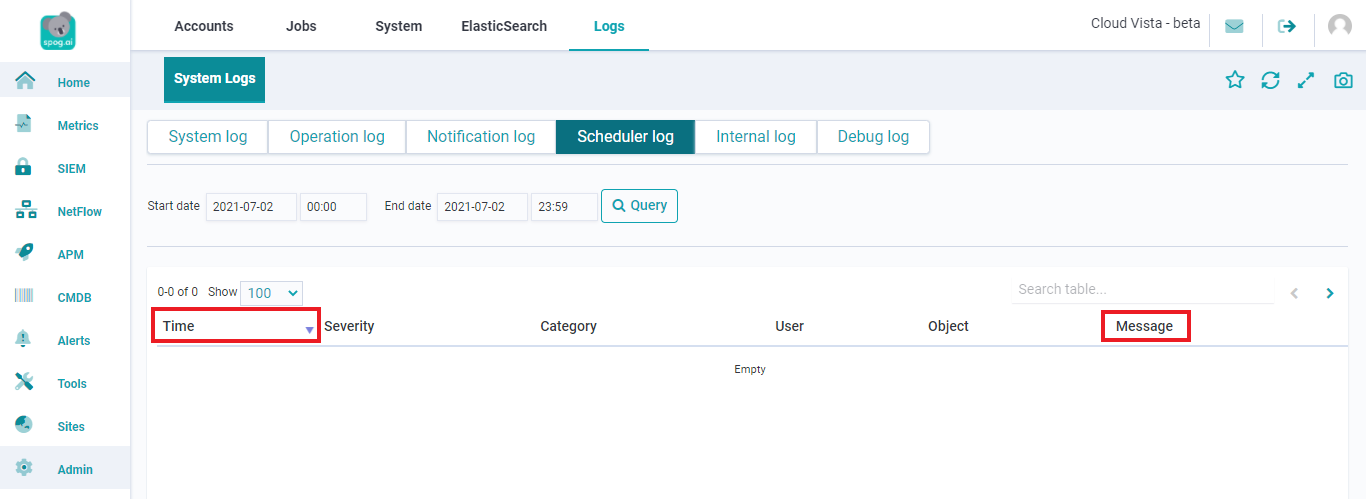 spog.ai
Accounts Jobs System ElasticSearch Logs Cloud Vista - beta
System Logs
Home
Metrics
SIEM
NetFlow
APM
CMDB
Alerts
Tools
Sites
Admin
System log Operation log Notification log Scheduler log Internal log Debug log
Start date 2021-07-02 00:00 End date 2021-07-02 23:59 Query
0-0 of 0 Show 100 Search table...
Time Severity Category User Object Message
Empty